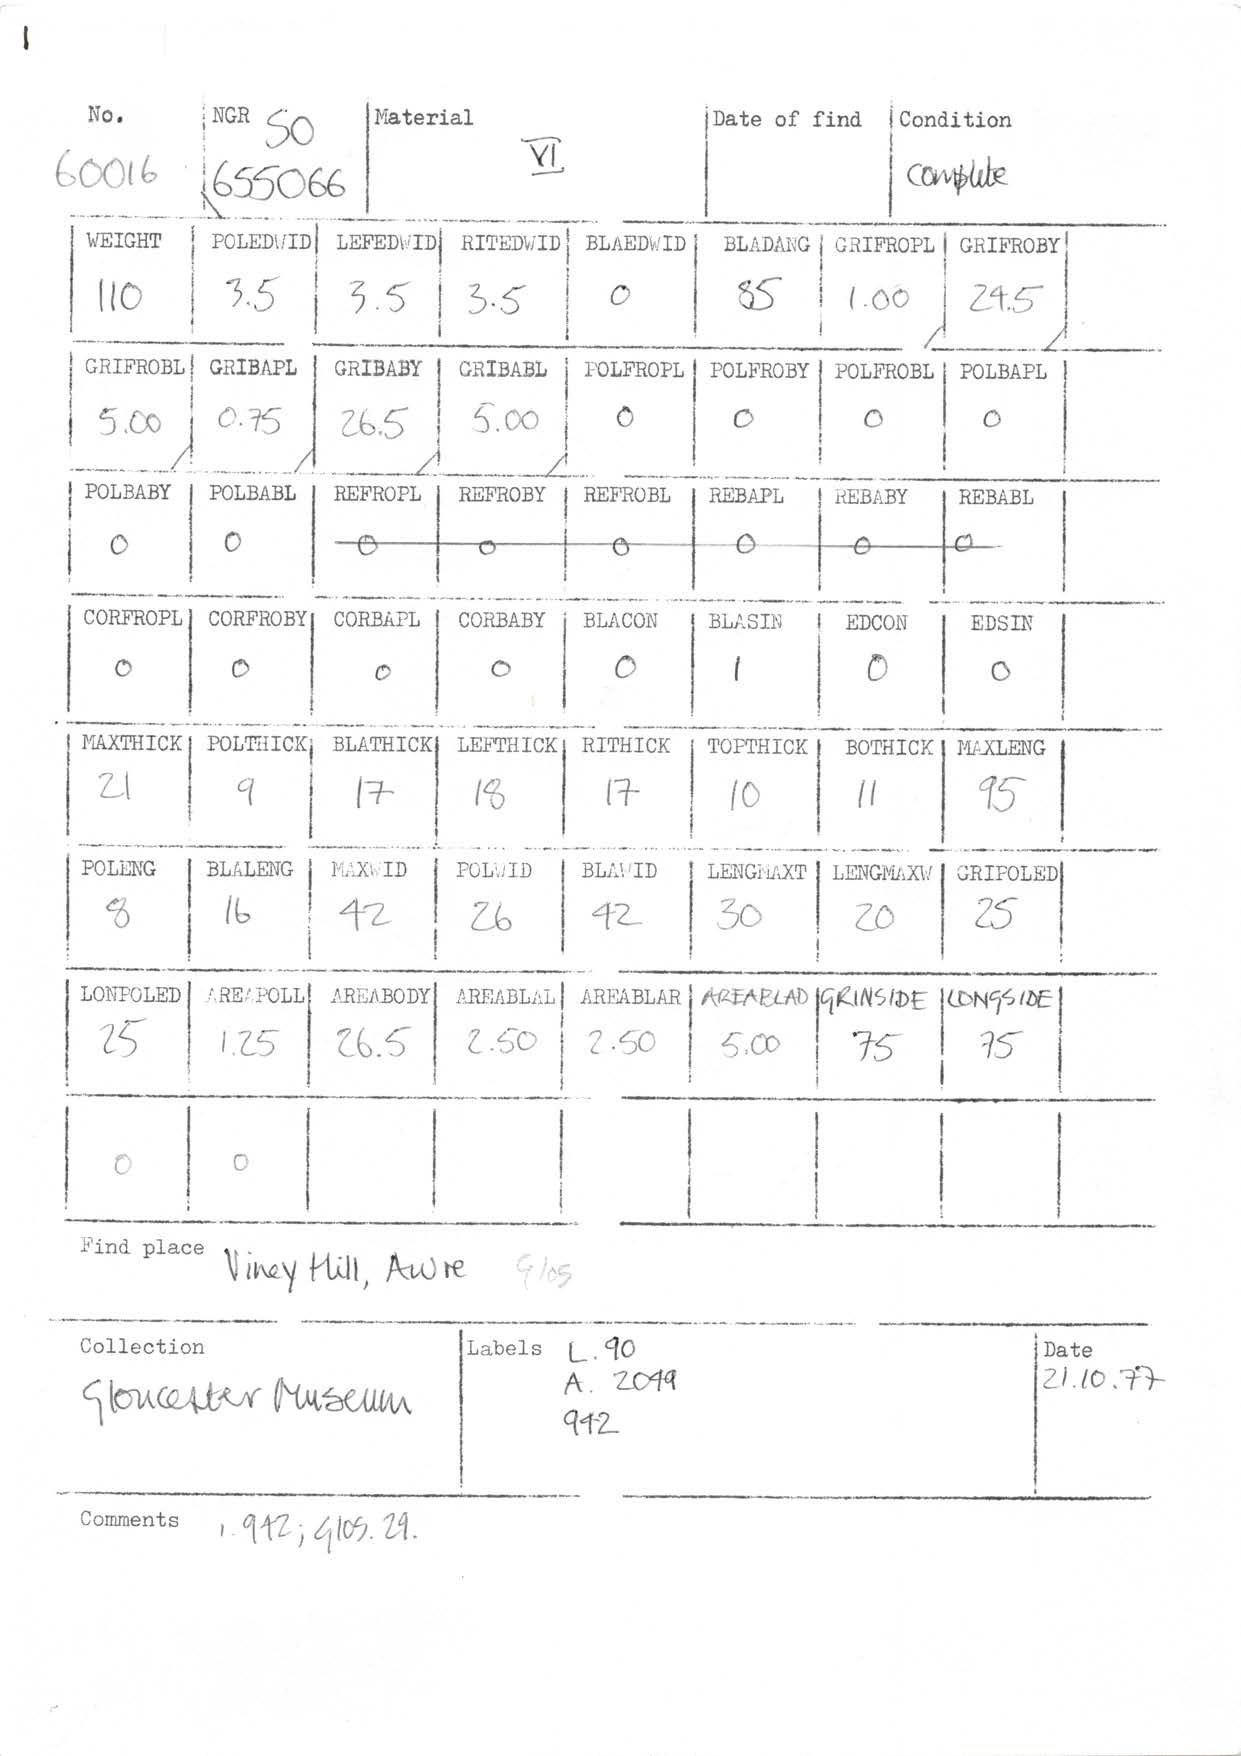 1
No. NGR SO Material Date of find Condition
60016 655066 VI complete
WEIGHT POLEDWID LEFEDWID RITEDWID BLAEDWID BLADANG GRIFROPL GRIFROBY
110 3.5 3.5 3.5 0 85 1.00 24.5
GRIFROBL GRIBAPL GRIBABY GRIBABL POLFROPL POLFROBY POLFROBL POLBAPL
5.00 0.75 26.5 5.00 0 0 0 0
POLBABY POLBABL REFROPL REFROBY REFROBL REBAPL REBABY REBABL
0 0 0 0 0 0 0 0
CORFROPL CORFROBY CORBAPL CORBABY BLACON BLASIN EDCON EDSIN
0 0 0 0 0 1 0 0
MAXTHICK POLTHICK BLATHICK LEFTHICK RITHICK TOPTHICK BOTHICK MAXLENG
21 9 17 18 17 10 11 95
POLENG BLALENG MAXWID POLWID BLAWID LENGMAXT LENGMAXW GRIPOLED
8 16 42 26 42 30 20 25
LONPOLED AREAPOLL AREABODY AREABLAL AREABLAR AREABLAD GRINSIDE LONGSIDE
25 1.25 26.5 2.50 2.50 5.00 75 75
0 0
Find place Viney Hill, Awre Glos
Collection Labels L.90 Date
Gloucester Museum A. 2049 21.10.77
942
Comments 1. 942; Glos. 29.